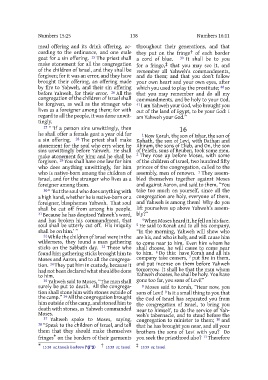 Numbers 15:25
138
Numbers 16:11
meal offering and its drink offering, ac-
cording to the ordinance, and one male
goat for a sin offering. 25 The priest shall
make atonement for all the congregation
of the children of Israel, and they shall be
forgiven; for it was an error, and they have
brought their offering, an offering made
by fire to Yahweh, and their sin offering
before Yahweh, for their error. 26 All the
congregation of the children of Israel shall
be forgiven, as well as the stranger who
lives as a foreigner among them; for with
regard to all the people, it was done unwit-
tingly.
27 “‘If a person sins unwittingly, then
he shall offer a female goat a year old for
a sin offering. 28 The priest shall make
atonement for the soul who errs when he
sins unwittingly before Yahweh. He shall
make atonement for him; and he shall be
forgiven. 29 You shall have one law for him
who does anything unwittingly, for him
who is native-born among the children of
Israel, and for the stranger who lives as a
foreigner among them.
30 “‘But the soul who does anything with
a high hand, whether he is native-born or a
foreigner, blasphemes Yahweh. That soul
shall be cut off from among his people.
31 Because he has despised Yahweh’s word,
and has broken his commandment, that
soul shall be utterly cut off. His iniquity
shall be on him.’”
32 While the children of Israel were in the
wilderness, they found a man gathering
sticks on the Sabbath day. 33 Those who
found him gathering sticks brought him to
Moses and Aaron, and to all the congrega-
tion. 34 They put him in custody, because it
had not been declared what should be done
to him.
35 Yahweh said to Moses, “The man shall
surely be put to death. All the congrega-
tion shall stone him with stones outside of
the camp.” 36 All the congregation brought
him outside of the camp, and stoned him to
death with stones, as Yahweh commanded
Moses.
37 Yahweh spoke to Moses, saying,
38 “Speak to the children of Israel, and tell
them that they should make themselves
fringes on the borders of their garments
throughout their generations, and that
they put on the fringe of each border
a cord of blue. 39 It shall be to you
for a fringe, that you may see it, and
remember all Yahweh’s commandments,
and do them; and that you don’t follow
your own heart and your own eyes, after
which you used to play the prostitute; 40 so
that you may remember and do all my
commandments, and be holy to your God.
41 I am Yahweh your God, who brought you
out of the land of Egypt, to be your God: I
am Yahweh your God.”
16
1 Now Korah, the son of Izhar, the son of
Kohath, the son of Levi, with Dathan and
Abiram, the sons of Eliab, and On, the son
of Peleth, sons of Reuben, took some men.
2 They rose up before Moses, with some
of the children of Israel, two hundred fifty
princes of the congregation, called to the
assembly, men of renown. 3 They assem-
bled themselves together against Moses
and against Aaron, and said to them, “You
take too much on yourself, since all the
congregation are holy, everyone of them,
and Yahweh is among them! Why do you
lift yourselves up above Yahweh’s assem-
bly?”
4 When Moses heard it, he fell on his face.
5 He said to Korah and to all his company,
“In the morning, Yahweh will show who
are his, and who is holy, and will cause him
to come near to him. Even him whom he
shall choose, he will cause to come near
to him. 6 Do this: have Korah and all his
company take censers, 7 put fire in them,
and put incense on them before Yahweh
tomorrow. It shall be that the man whom
Yahweh chooses, he shall be holy. You have
gone too far, you sons of Levi!”
8 Moses said to Korah, “Hear now, you
sons of Levi! 9 Is it a small thing to you that
the God of Israel has separated you from
the congregation of Israel, to bring you
near to himself, to do the service of Yah-
weh’s tabernacle, and to stand before the
congregation to minister to them; 10 and
that he has brought you near, and all your
brothers the sons of Levi with you? Do
you seek the priesthood also? 11 Therefore